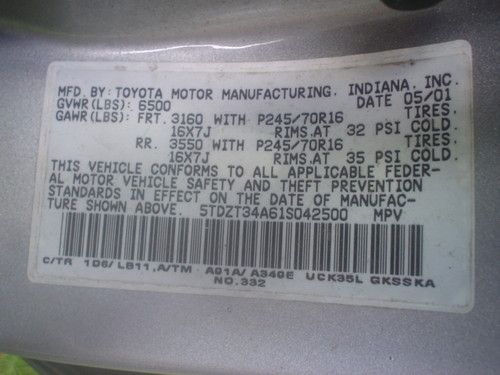 MFD. BY: TOYOTA MOTOR MANUFACTURING, INDIANA, INC.
GVWR(LBS): 6500 DATE 05/01
GAWR(LBS): FRT. 3160 WITH P245/70R16 TIRES.
16X7J RIMS.AT 32 PSI COLD.
RR. 3550 WITH P245/70R16 TIRES.
16X7J RIMS.AT 35 PSI COLD.
THIS VEHICLE CONFORMS TO ALL APPLICABLE FEDER-
AL MOTOR VEHICLE SAFETY AND THEFT PREVENTION
STANDARDS IN EFFECT ON THE DATE OF MANUFAC-
TURE SHOWN ABOVE. 5TDZT34A61S042500 MPV
C/TR 1D6/LB11,A/TM A01A/A340E UCK35L GKSSKA
NO.332